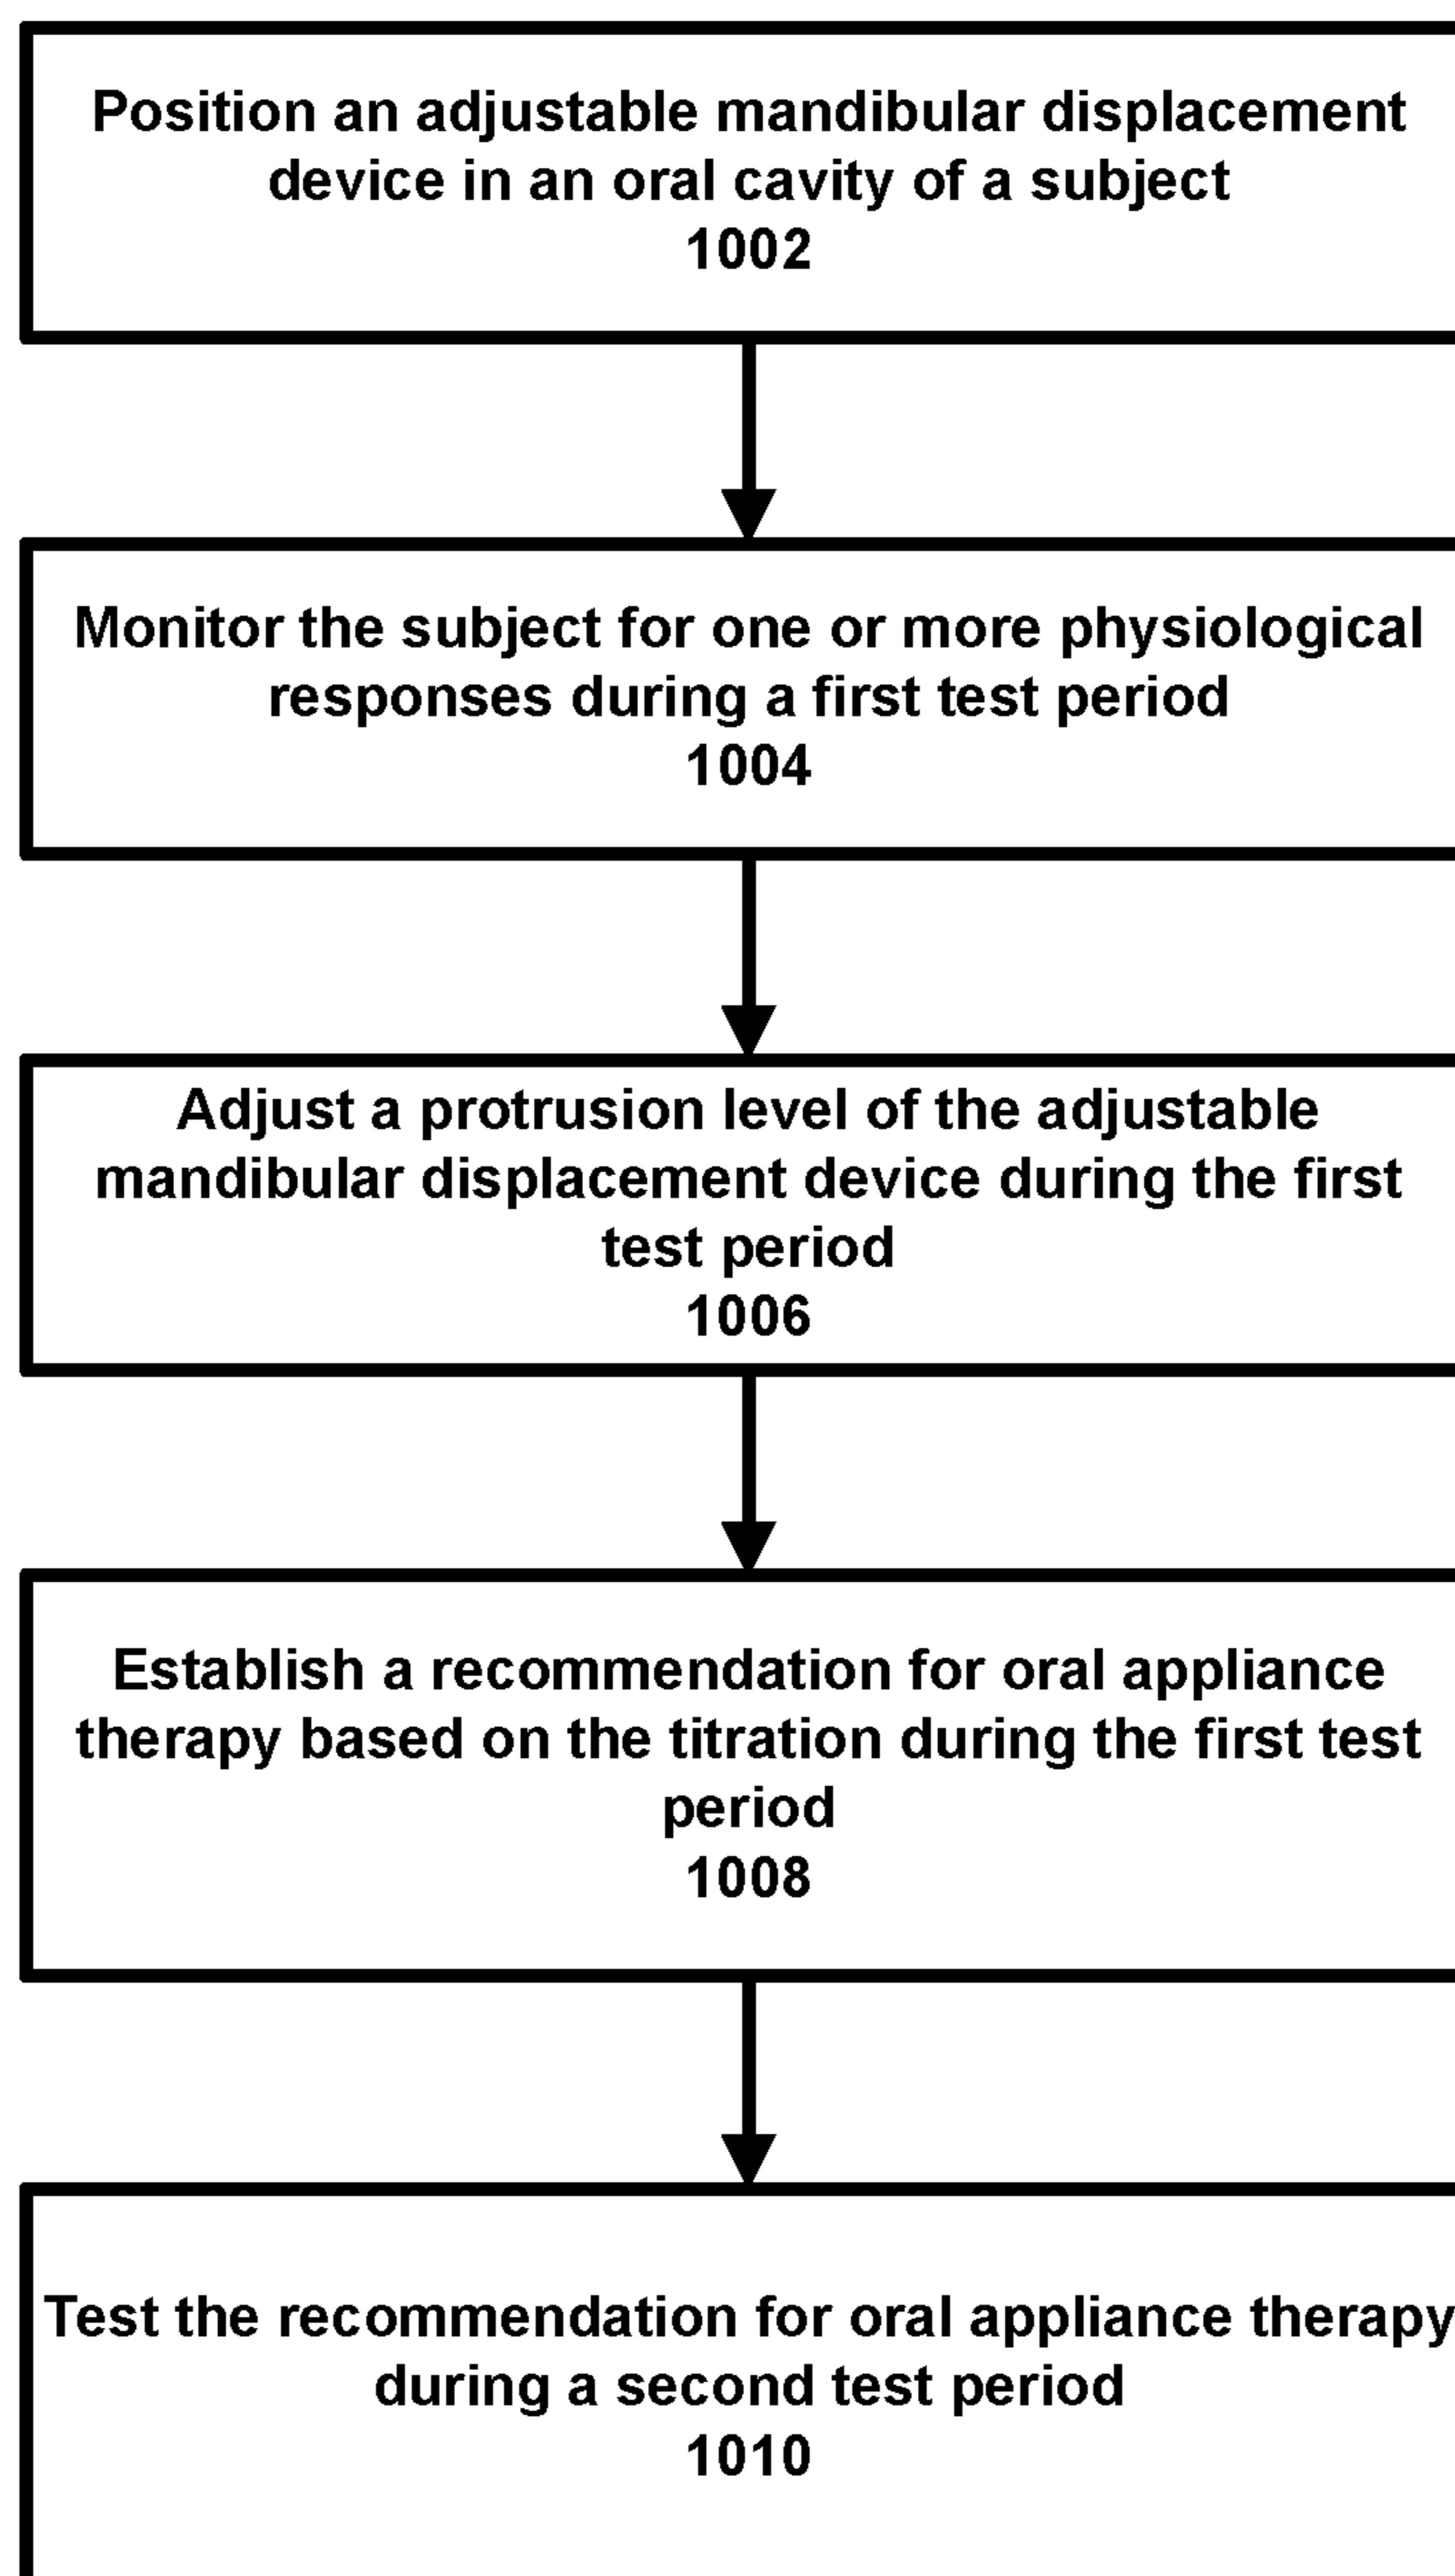 Position an adjustable mandibular displacement
device in an oral cavity of a subject
1002
Monitor the subject for one or more physiological
responses during a first test period
1004
Adjust a protrusion level of the adjustable
mandibular displacement device during the first
test period
1006
Establish a recommendation for oral appliance
therapy based on the titration during the first test
period
1008
Test the recommendation for oral appliance therapy
during a second test period
1010